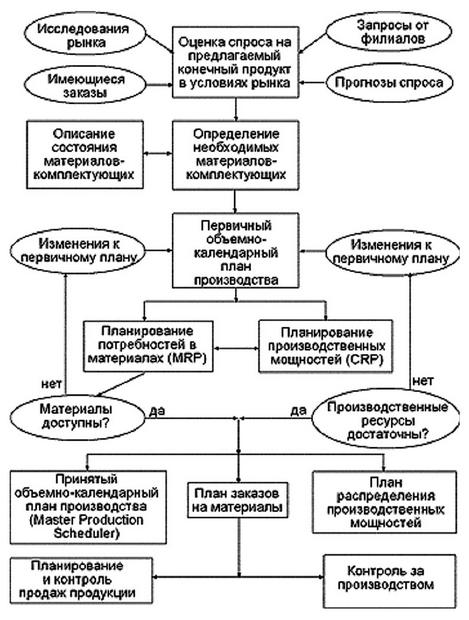 Исследования
рынка
Имеющиеся
заказы
Оценка спроса на
предлагаемый
конечный продукт
в условиях рынка
Запросы от
филиалов
Прогнозы спроса
Описание
состояния
материалов-
комплектующих
Определение
необходимых
материалов-
комплектующих
Изменения к
первичному плану
Первичный
объемно-
календарный
план
производства
Изменения к
первичному плану
Планирование
потребностей в
материалах (MRP)
Планирование
производственных
мощностей (CRP)
нет
нет
Материалы
доступны?
да
да
Производственные
ресурсы
достаточны?
Принятый
объемно-календарный
план производства
(Master Production
Scheduler)
План заказов
на материалы
План
распределения
производственных
мощностей
Планирование
и контроль
продаж продукции
Контроль за
производством